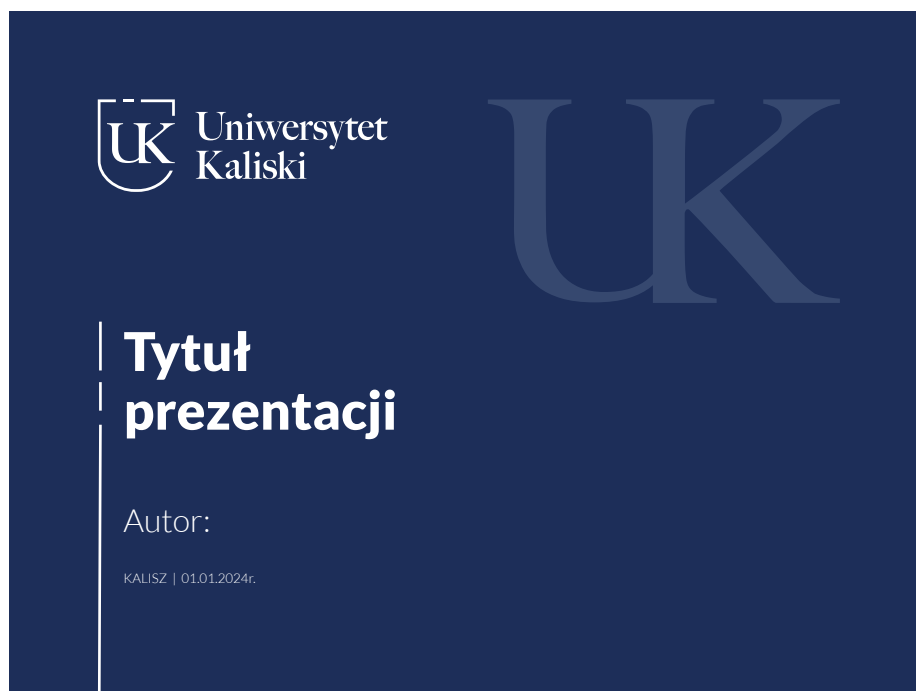 UK
Uniwersytet
Kaliski
UK
Tytuł
prezentacji
Autor:
KALISZ | 01.01.2024r.